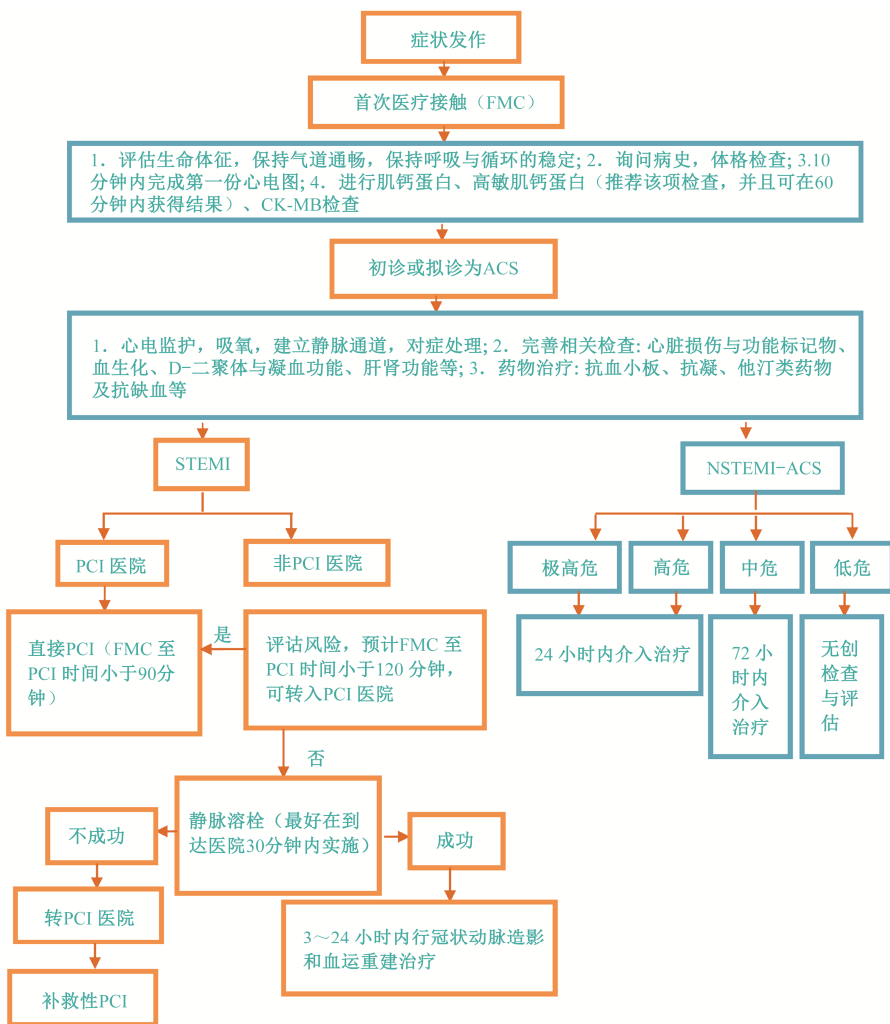 症状发作
首次医疗接触（FMC）
1. 评估生命体征，保持气道通畅，保持呼吸与循环的稳定; 2. 询问病史，体格检查; 3.10
分钟内完成第一份心电图; 4. 进行肌钙蛋白、高敏肌钙蛋白（推荐该项检查，并且可在60
分钟内获得结果）、CK-MB检查
初诊或拟诊为ACS
1. 心电监护，吸氧，建立静脉通道，对症处理; 2. 完善相关检查: 心脏损伤与功能标记物、
血生化、D-二聚体与凝血功能、肝肾功能等; 3. 药物治疗: 抗血小板、抗凝、他汀类药物
及抗缺血等
STEMI
NSTEMI-ACS
PCI 医院
非PCI 医院
极高危
高危
中危
低危
直接PCI（FMC 至
PCI 时间小于90分
钟）
是
评诂风险，预计FMC 至
PCI 时间小于120 分钟，
可转入PCI 医院
24 小时内介入治疗
72 小
时内
介入
治疗
无创
检查
与评
估
否
静脉溶栓（最好在到
达医院30分钟内实施）
不成功
成功
转PCI 医院
3～24 小时内行冠状动脉造影
和血运重建治疗
补救性PCI